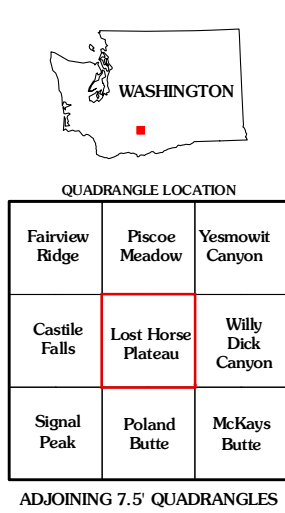 WASHINGTON
QUADRANGLE LOCATION
Fairview
Ridge
Piscoe
Meadow
Yesmowit
Canyon
Castile
Falls
Lost Horse
Plateau
Willy
Dick
Canyon
Signal
Peak
Poland
Butte
McKays
Butte
ADJOINING 7.5' QUADRANGLES